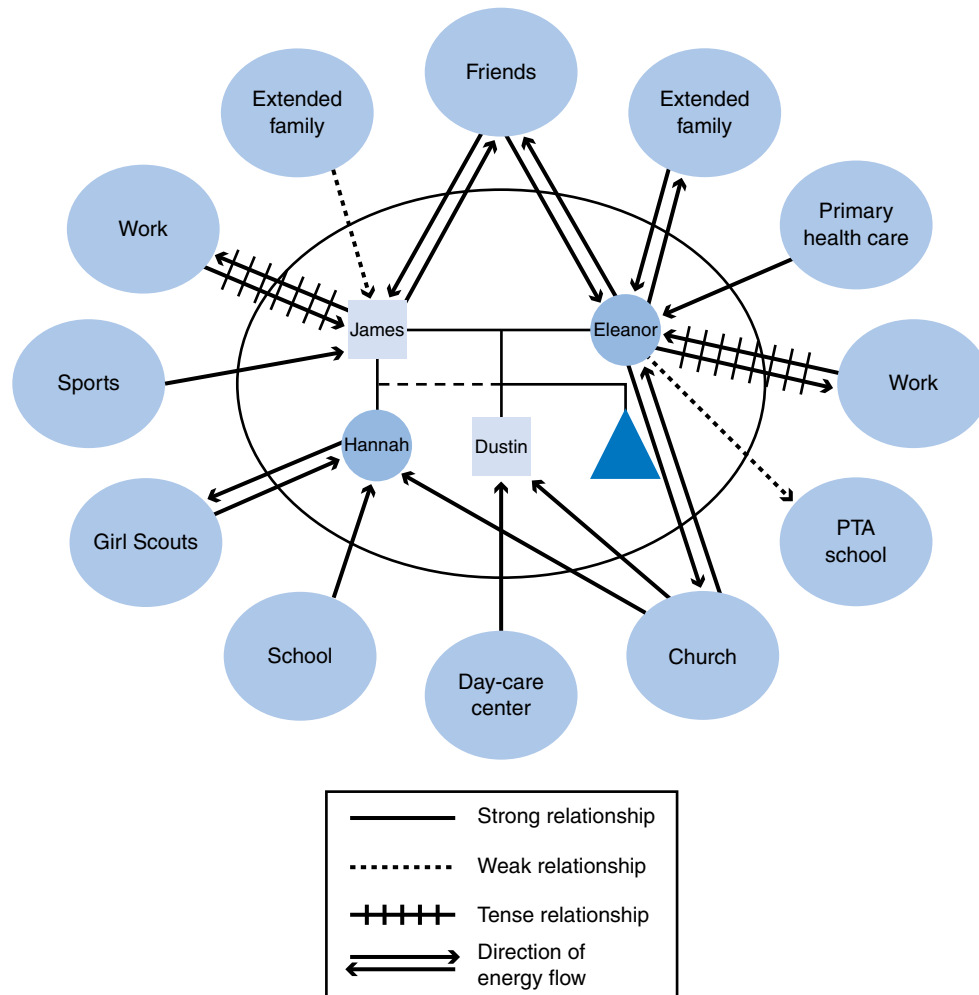 Friends
Extended
family
Extended
family
Work
Primary
health care
James
Eleanor
Sports
Work
Hannah
Dustin
Girl Scouts
PTA
school
School
Day-care
center
Church
Strong relationship
Weak relationship
Tense relationship
Direction of
energy flow